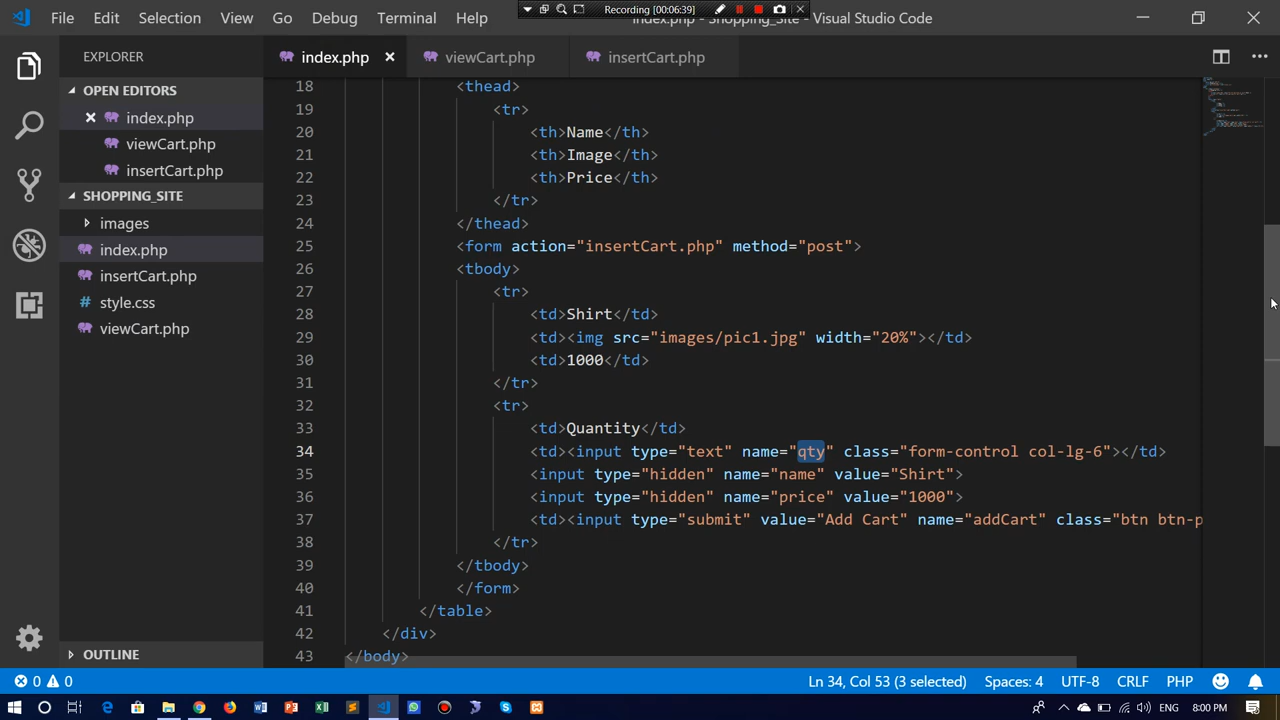 File Edit Selection View Go Debug Terminal Help
Recording [00:06:39]
index.php - Shopping_Site - Visual Studio Code
EXPLORER
index.php
viewCart.php
insertCart.php
OPEN EDITORS
index.php
viewCart.php
insertCart.php
SHOPPING_SITE
images
index.php
insertCart.php
style.css
viewCart.php
OUTLINE
18 <thead>
19 <tr>
20 <th>Name</th>
21 <th>Image</th>
22 <th>Price</th>
23 </tr>
24 </thead>
25 <form action="insertCart.php" method="post">
26 <tbody>
27 <tr>
28 <td>Shirt</td>
29 <td><img src="images/pic1.jpg" width="20%"></td>
30 <td>1000</td>
31 </tr>
32 <tr>
33 <td>Quantity</td>
34 <td><input type="text" name="qty" class="form-control col-lg-6"></td>
35 <input type="hidden" name="name" value="Shirt">
36 <input type="hidden" name="price" value="1000">
37 <td><input type="submit" value="Add Cart" name="addCart" class="btn btn-p
38 </tr>
39 </tbody>
40 </form>
41 </table>
42 </div>
43 </body>
0 0
Ln 34, Col 53 (3 selected) Spaces: 4 UTF-8 CRLF PHP
ENG 8:00 PM